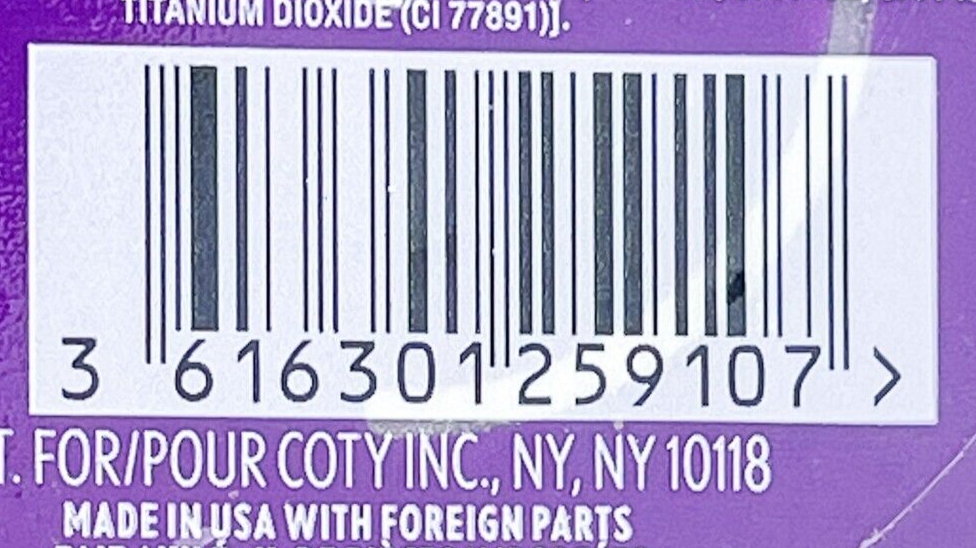 TITANIUM DIOXIDE (CI 77891)].
3 616301 259107 >
T. FOR/POUR COTY INC., NY, NY 10118
MADE IN USA WITH FOREIGN PARTS